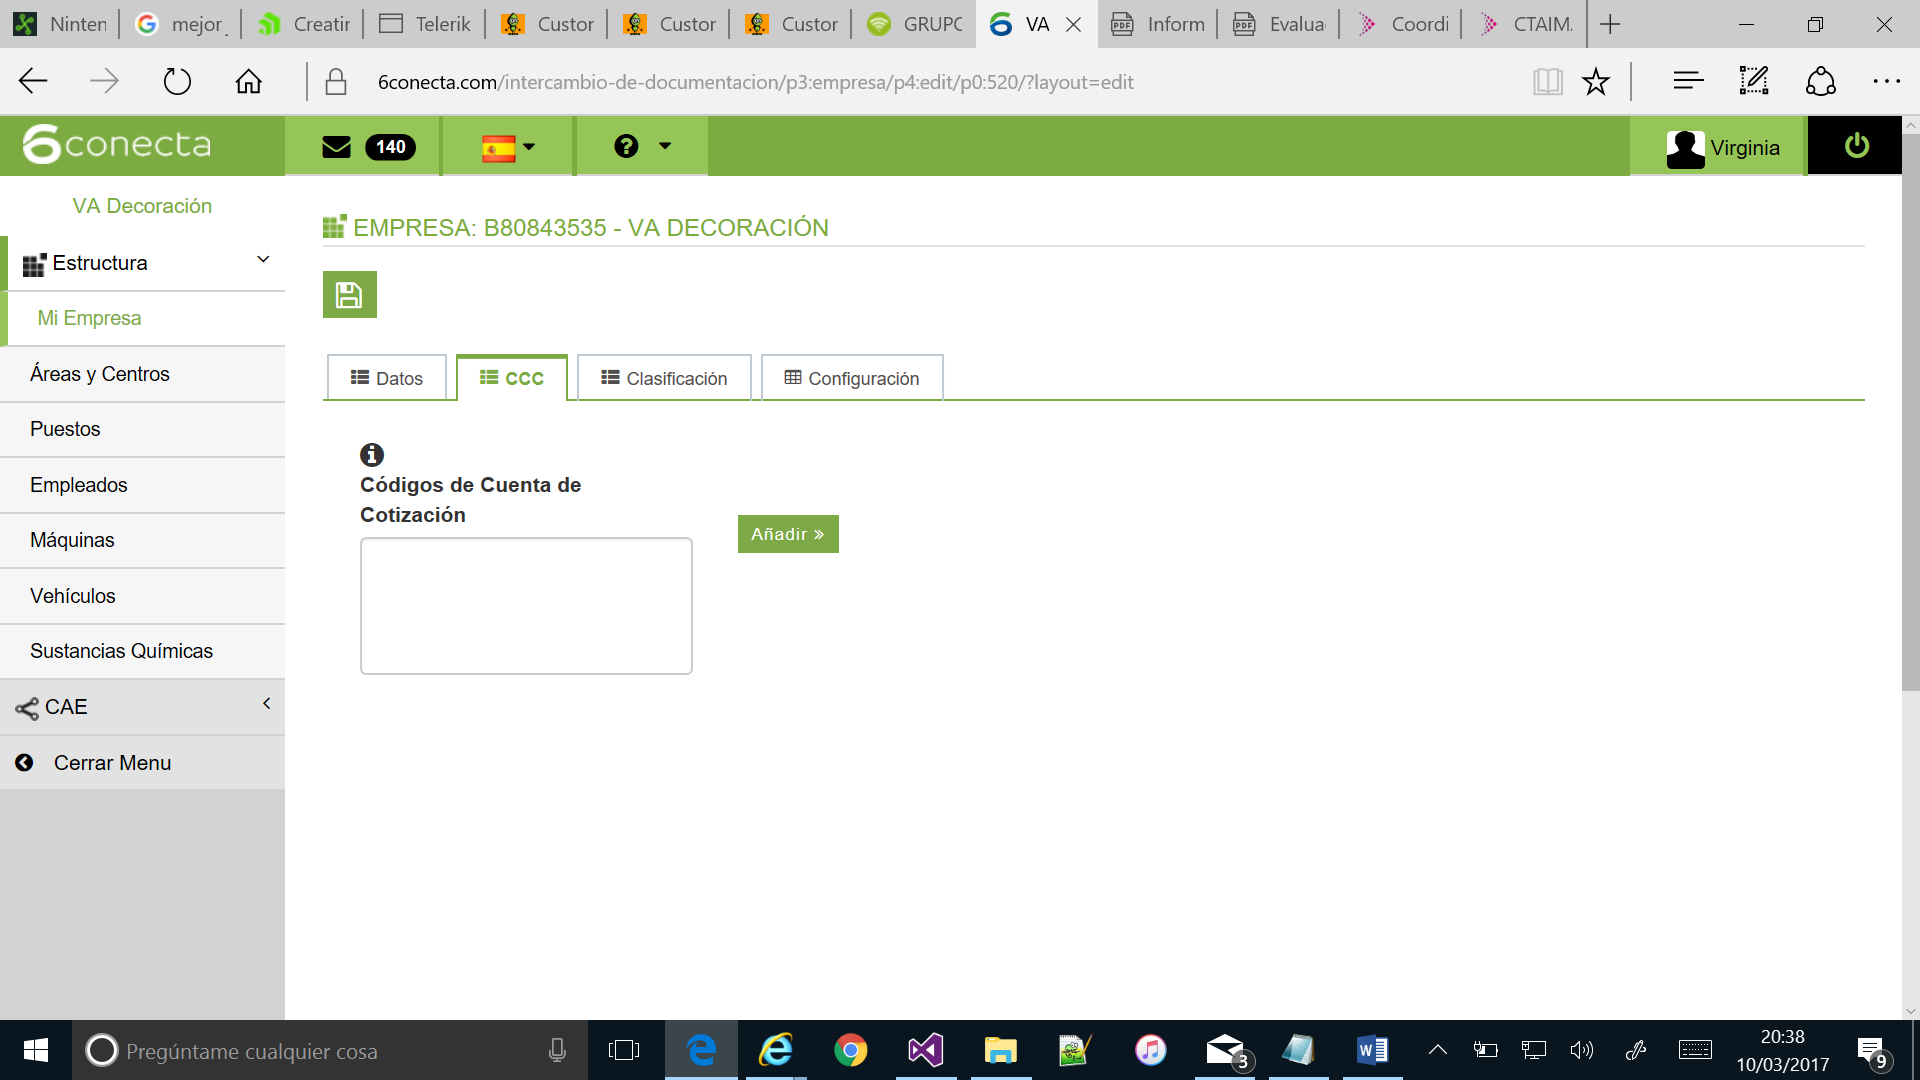 Ninten
mejor
Creatir
Telerik
Custor
Custor
Custor
GRUPC
VA
Inform
Evalua
Coordi
CTAIM
6conecta.com/intercambio-de-documentacion/p3:empresa/p4:edit/p0:520/?layout=edit
6conecta
140
Virginia
VA Decoración
Estructura
Mi Empresa
Áreas y Centros
Puestos
Empleados
Máquinas
Vehículos
Sustancias Químicas
CAE
Cerrar Menu
EMPRESA: B80843535 - VA DECORACIÓN
Datos
CCC
Clasificación
Configuración
Códigos de Cuenta de
Cotización
Añadir »
Pregúntame cualquier cosa
3
20:38
10/03/2017
9